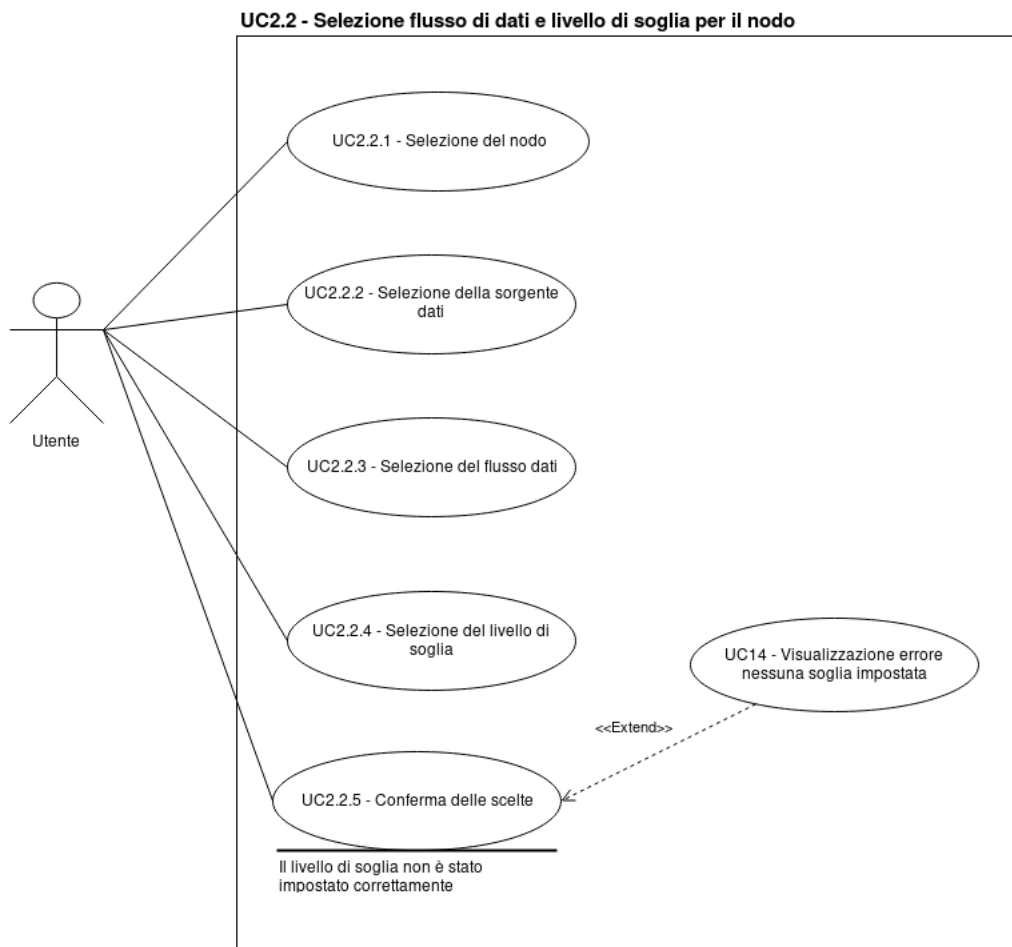 UC2.2 - Selezione flusso di dati e livello di soglia per il nodo
UC2.2.1 - Selezione del nodo
UC2.2.2 - Selezione della sorgente
dati
Utente
UC2.2.3 - Selezione del flusso dati
UC2.2.4 - Selezione del livello di
soglia
UC14 - Visualizzazione errore
nessuna soglia impostata
<<Extend>>
UC2.2.5 - Conferma delle scelte
Il livello di soglia non è stato
impostato correttamente